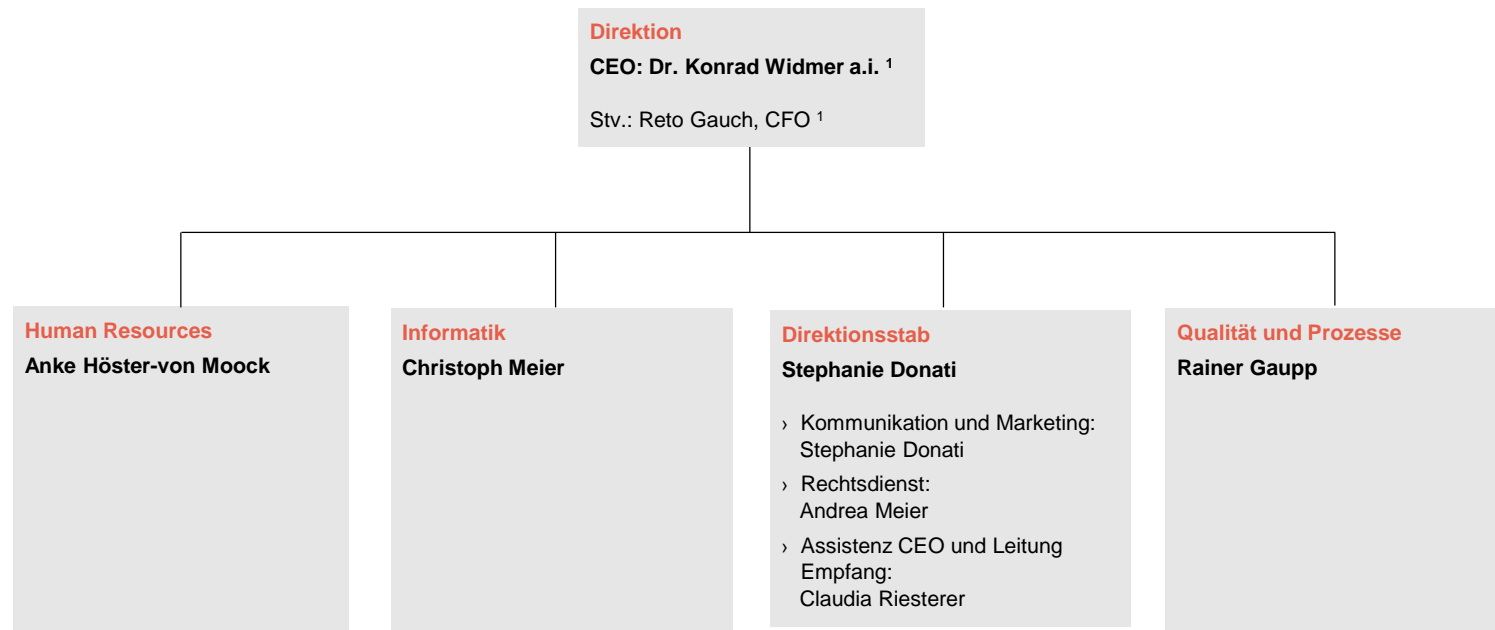 Direktion
CEO: Dr. Konrad Widmer a.i. ¹
Stv.: Reto Gauch, CFO ¹
Human Resources
Anke Höster-von Moock
Informatik
Christoph Meier
Direktionsstab
Stephanie Donati
› Kommunikation und Marketing:
Stephanie Donati
› Rechtsdienst:
Andrea Meier
› Assistenz CEO und Leitung
Empfang:
Claudia Riesterer
Qualität und Prozesse
Rainer Gaupp